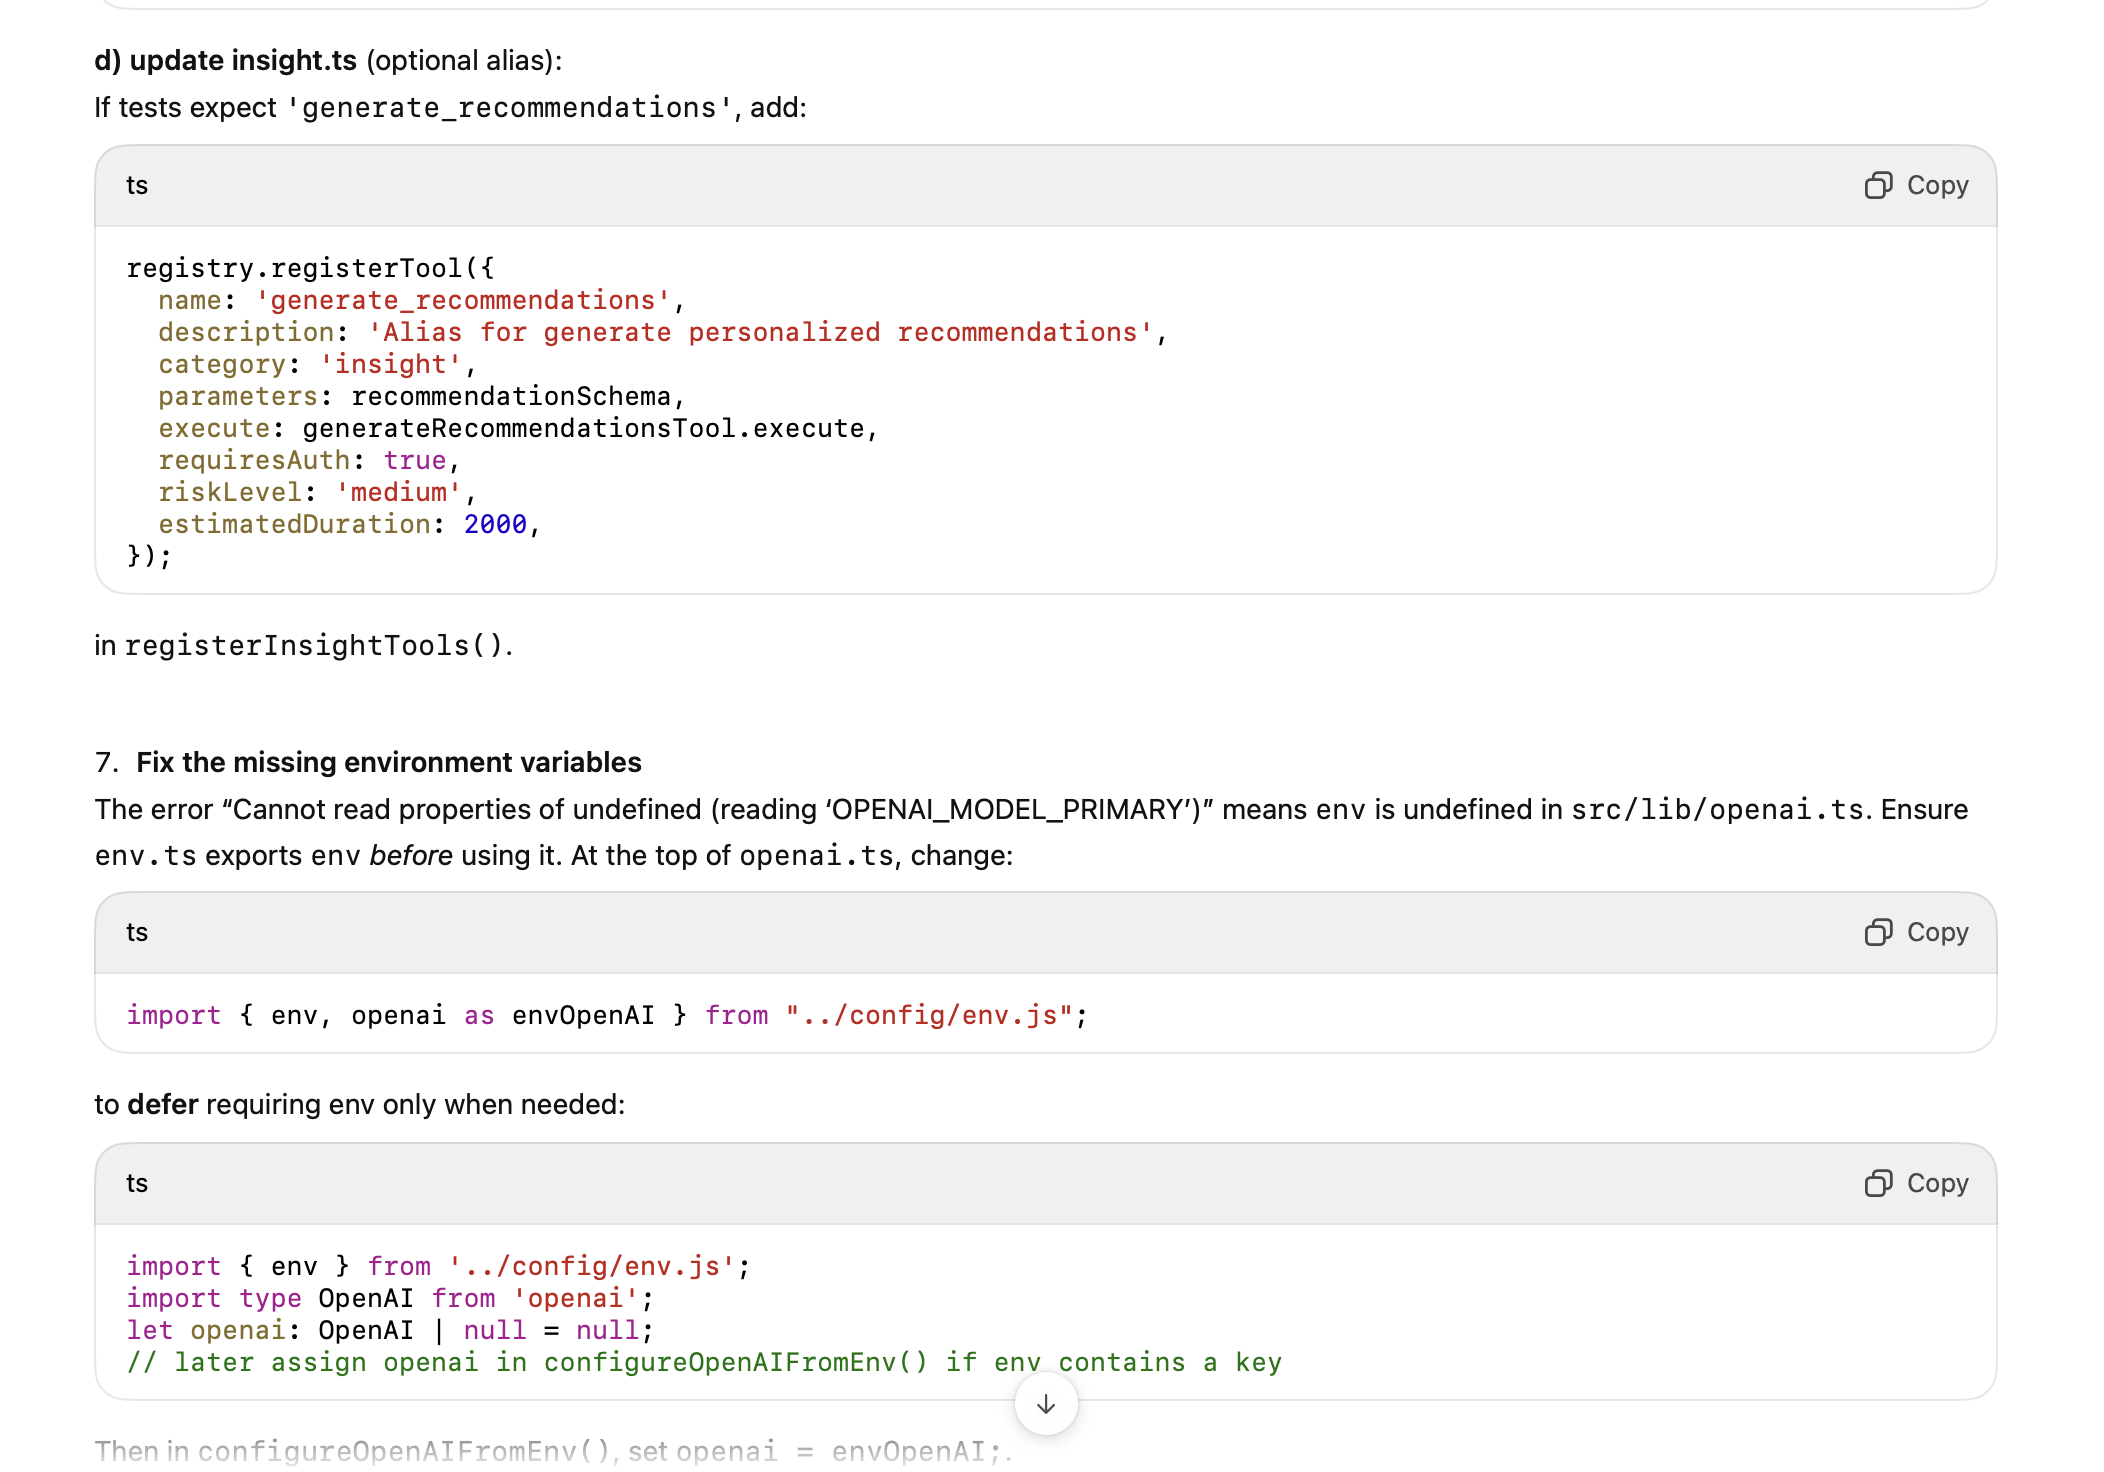 d) update insight.ts (optional alias):
If tests expect 'generate_recommendations', add:
ts
Copy
registry.registerTool({
  name: 'generate_recommendations',
  description: 'Alias for generate personalized recommendations',
  category: 'insight',
  parameters: recommendationSchema,
  execute: generateRecommendationsTool.execute,
  requiresAuth: true,
  riskLevel: 'medium',
  estimatedDuration: 2000,
});
in registerInsightTools().
7. Fix the missing environment variables
The error “Cannot read properties of undefined (reading ‘OPENAI_MODEL_PRIMARY’)” means env is undefined in src/lib/openai.ts. Ensure
env.ts exports env before using it. At the top of openai.ts, change:
ts
Copy
import { env, openai as envOpenAI } from "../config/env.js";
to defer requiring env only when needed:
ts
Copy
import { env } from '../config/env.js';
import type OpenAI from 'openai';
let openai: OpenAI | null = null;
// later assign openai in configureOpenAIFromEnv() if env contains a key
Then in configureOpenAIFromEnv(), set openai = envOpenAI;.